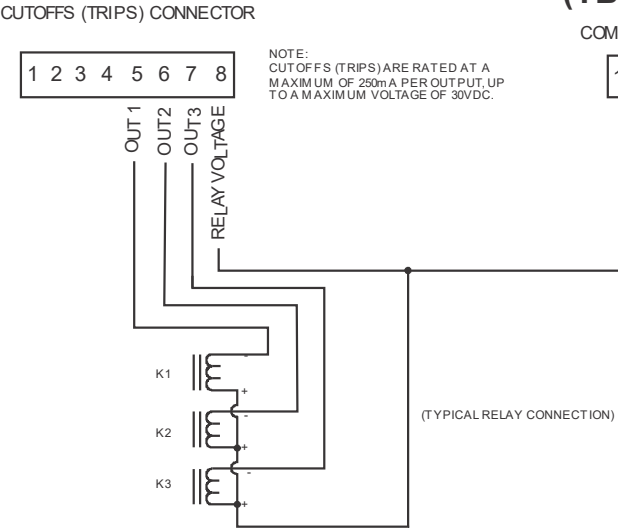 CUTOFFS (TRIPS) CONNECTOR
COM
1 2 3 4 5 6 7 8
NOTE:
CUTOFFS (TRIPS) ARE RATED AT A
MAXIMUM OF 250mA PER OUTPUT, UP
TO A MAXIMUM VOLTAGE OF 30VDC.
1
OUT 1
OUT2
OUT3
RELAY VOLTAGE
K1
-
+
K2
-
+
K3
-
+
(TYPICAL RELAY CONNECTION)